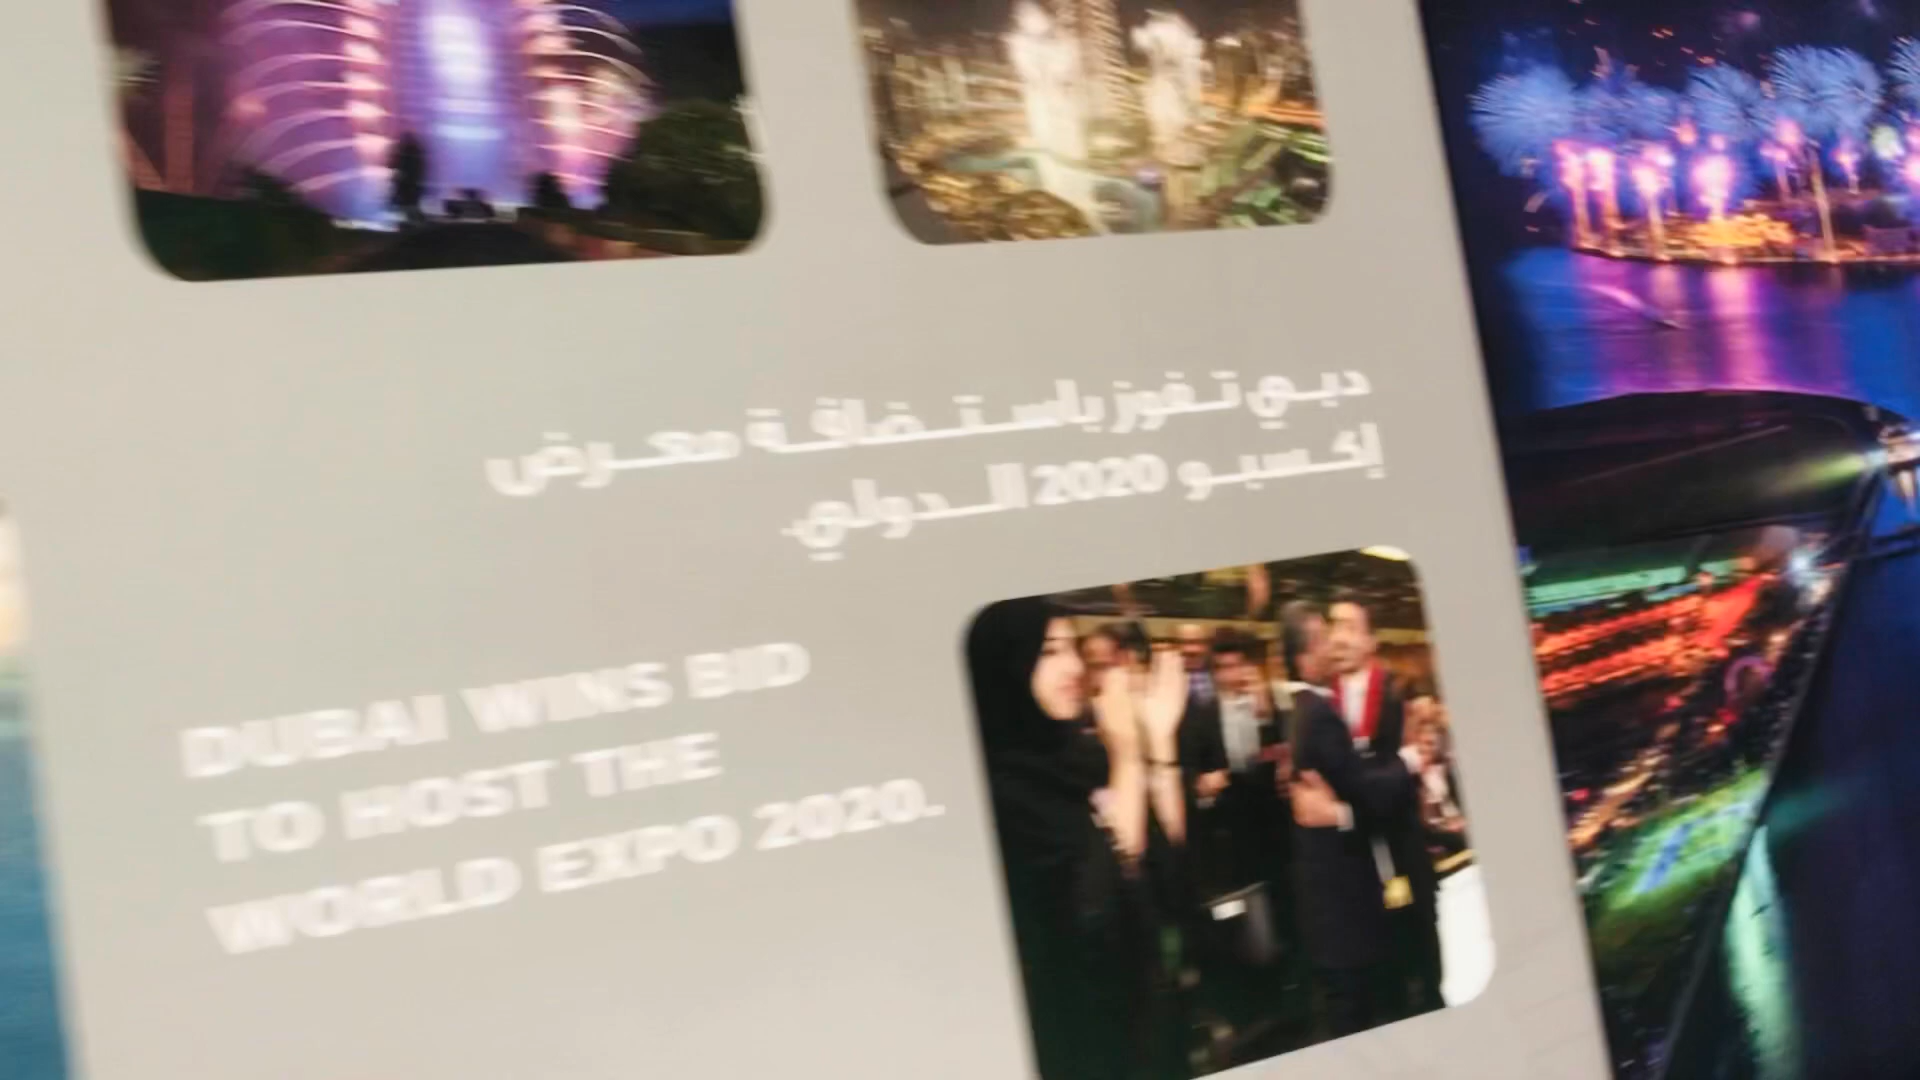 دبي تفوز باستضافة معرض
إكسبو 2020 الدولي.
DUBAI WINS BID
TO HOST THE
WORLD EXPO 2020.